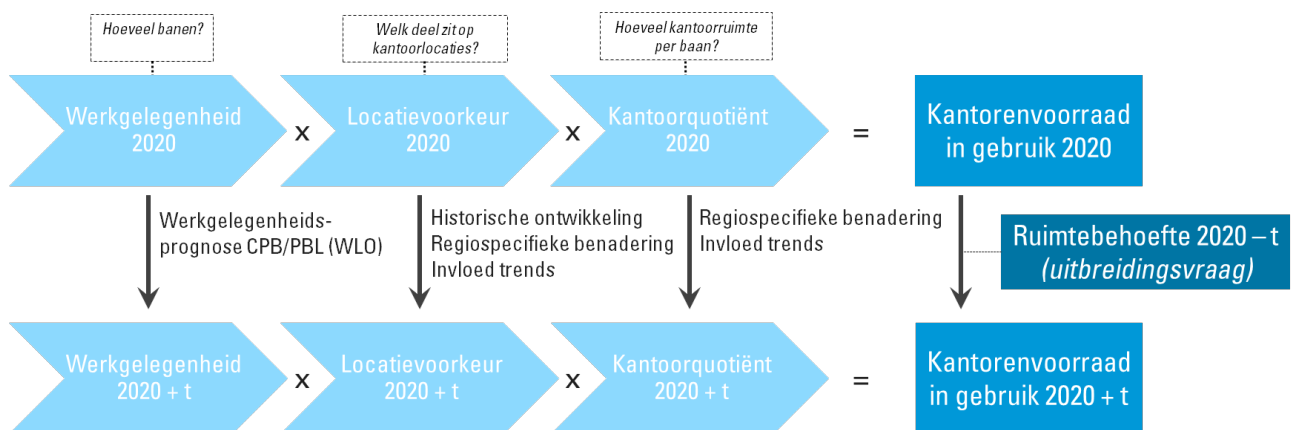 Hoeveel banen?
Welk deel zit op
kantoorlocaties?
Hoeveel kantoorruimte
per baan?
Werkgelegenheid
2020
x
Locatievoorkeur
2020
x
Kantoorquotiënt
2020
=
Kantorenvoorraad
in gebruik 2020
Werkgelegenheids-
prognose CPB/PBL (WLO)
Historische ontwikkeling
Regiospecifieke benadering
Invloed trends
Regiospecifieke benadering
Invloed trends
Ruimtebehoefte 2020 – t
(uitbreidingsvraag)
Werkgelegenheid
2020 + t
x
Locatievoorkeur
2020 + t
x
Kantoorquotiënt
2020 + t
=
Kantorenvoorraad
in gebruik 2020 + t